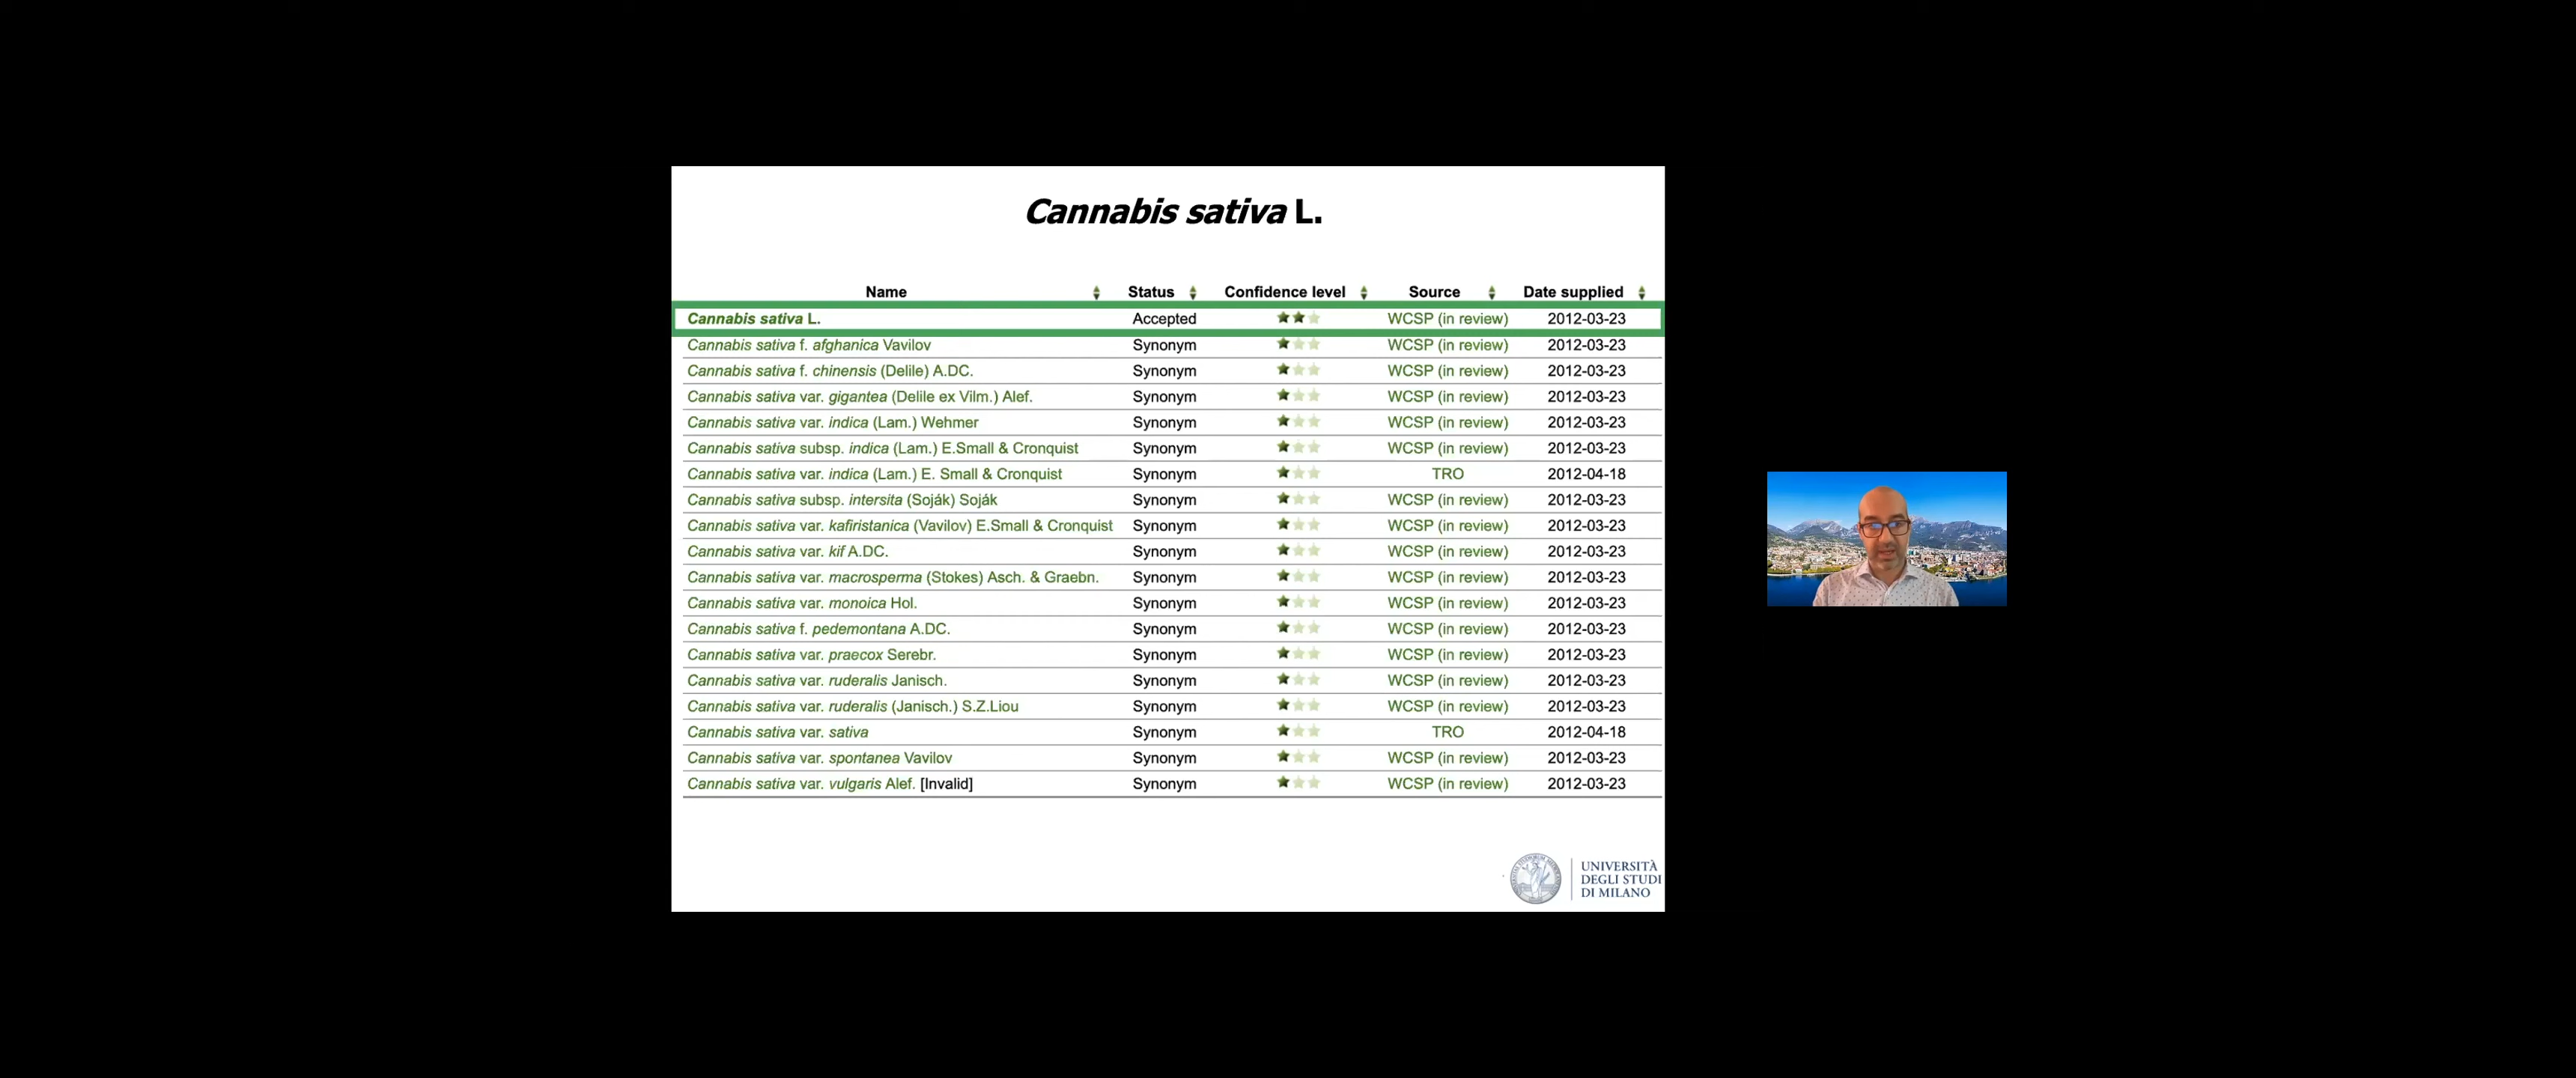 Cannabis sativa L.
Name Status Confidence level Source Date supplied
Cannabis sativa L. Accepted WCSP (in review) 2012-03-23
Cannabis sativa f. afghanica Vavilov Synonym WCSP (in review) 2012-03-23
Cannabis sativa f. chinensis (Delile) A.DC. Synonym WCSP (in review) 2012-03-23
Cannabis sativa var. gigantea (Delile ex Vilm.) Alef. Synonym WCSP (in review) 2012-03-23
Cannabis sativa var. indica (Lam.) Wehmer Synonym WCSP (in review) 2012-03-23
Cannabis sativa subsp. indica (Lam.) E.Small & Cronquist Synonym WCSP (in review) 2012-03-23
Cannabis sativa var. indica (Lam.) E. Small & Cronquist Synonym TRO 2012-04-18
Cannabis sativa subsp. intersita (Soják) Soják Synonym WCSP (in review) 2012-03-23
Cannabis sativa var. kafiristanica (Vavilov) E.Small & Cronquist Synonym WCSP (in review) 2012-03-23
Cannabis sativa var. kif A.DC. Synonym WCSP (in review) 2012-03-23
Cannabis sativa var. macrosperma (Stokes) Asch. & Graebn. Synonym WCSP (in review) 2012-03-23
Cannabis sativa var. monoica Hol. Synonym WCSP (in review) 2012-03-23
Cannabis sativa f. pedemontana A.DC. Synonym WCSP (in review) 2012-03-23
Cannabis sativa var. praecox Serebr. Synonym WCSP (in review) 2012-03-23
Cannabis sativa var. ruderalis Janisch. Synonym WCSP (in review) 2012-03-23
Cannabis sativa var. ruderalis (Janisch.) S.Z.Liou Synonym WCSP (in review) 2012-03-23
Cannabis sativa var. sativa Synonym TRO 2012-04-18
Cannabis sativa var. spontanea Vavilov Synonym WCSP (in review) 2012-03-23
Cannabis sativa var. vulgaris Alef. [Invalid] Synonym WCSP (in review) 2012-03-23
UNIVERSITÀ
DEGLI STUDI
DI MILANO